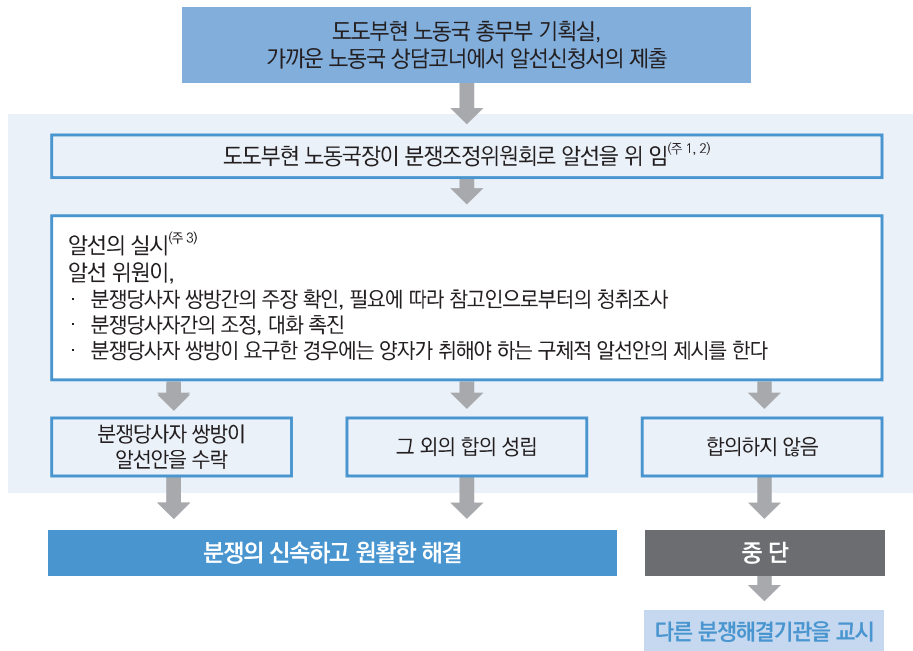 도도부현 노동국 총무부 기획실,
가까운 노동국 상담코너에서 알선신청서의 제출
도도부현 노동국장이 분쟁조정위원회로 알선을 위 임(주 1, 2)
알선의 실시(주 3)
알선 위원이,
· 분쟁당사자 쌍방간의 주장 확인, 필요에 따라 참고인으로부터의 청취조사
· 분쟁당사자간의 조정, 대화 촉진
· 분쟁당사자 쌍방이 요구한 경우에는 양자가 취해야 하는 구체적 알선안의 제시를 한다
분쟁당사자 쌍방이
알선안을 수락
그 외의 합의 성립
합의하지 않음
분쟁의 신속하고 원활한 해결
중 단
다른 분쟁해결기관을 교시